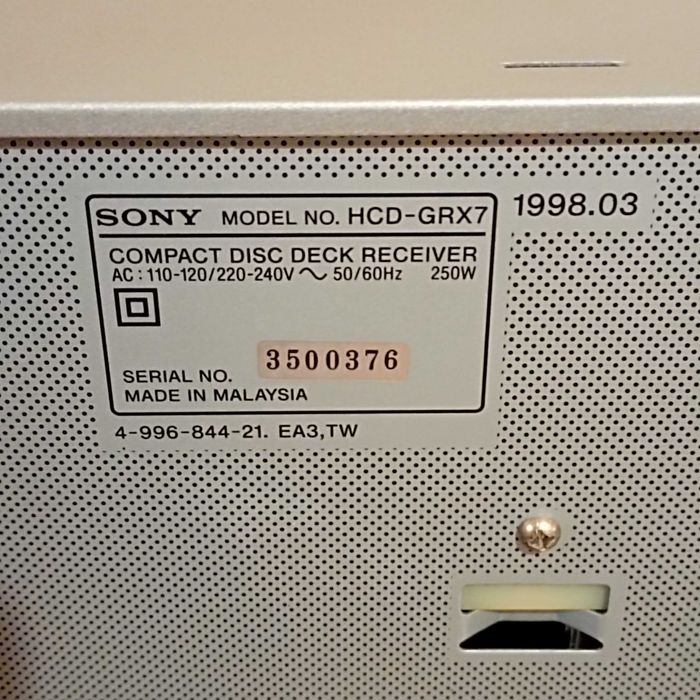 SONY MODEL NO. HCD-GRX7 1998.03
COMPACT DISC DECK RECEIVER
AC : 110-120/220-240V ～ 50/60Hz 250W
3500376
SERIAL NO.
MADE IN MALAYSIA
4-996-844-21. EA3,TW